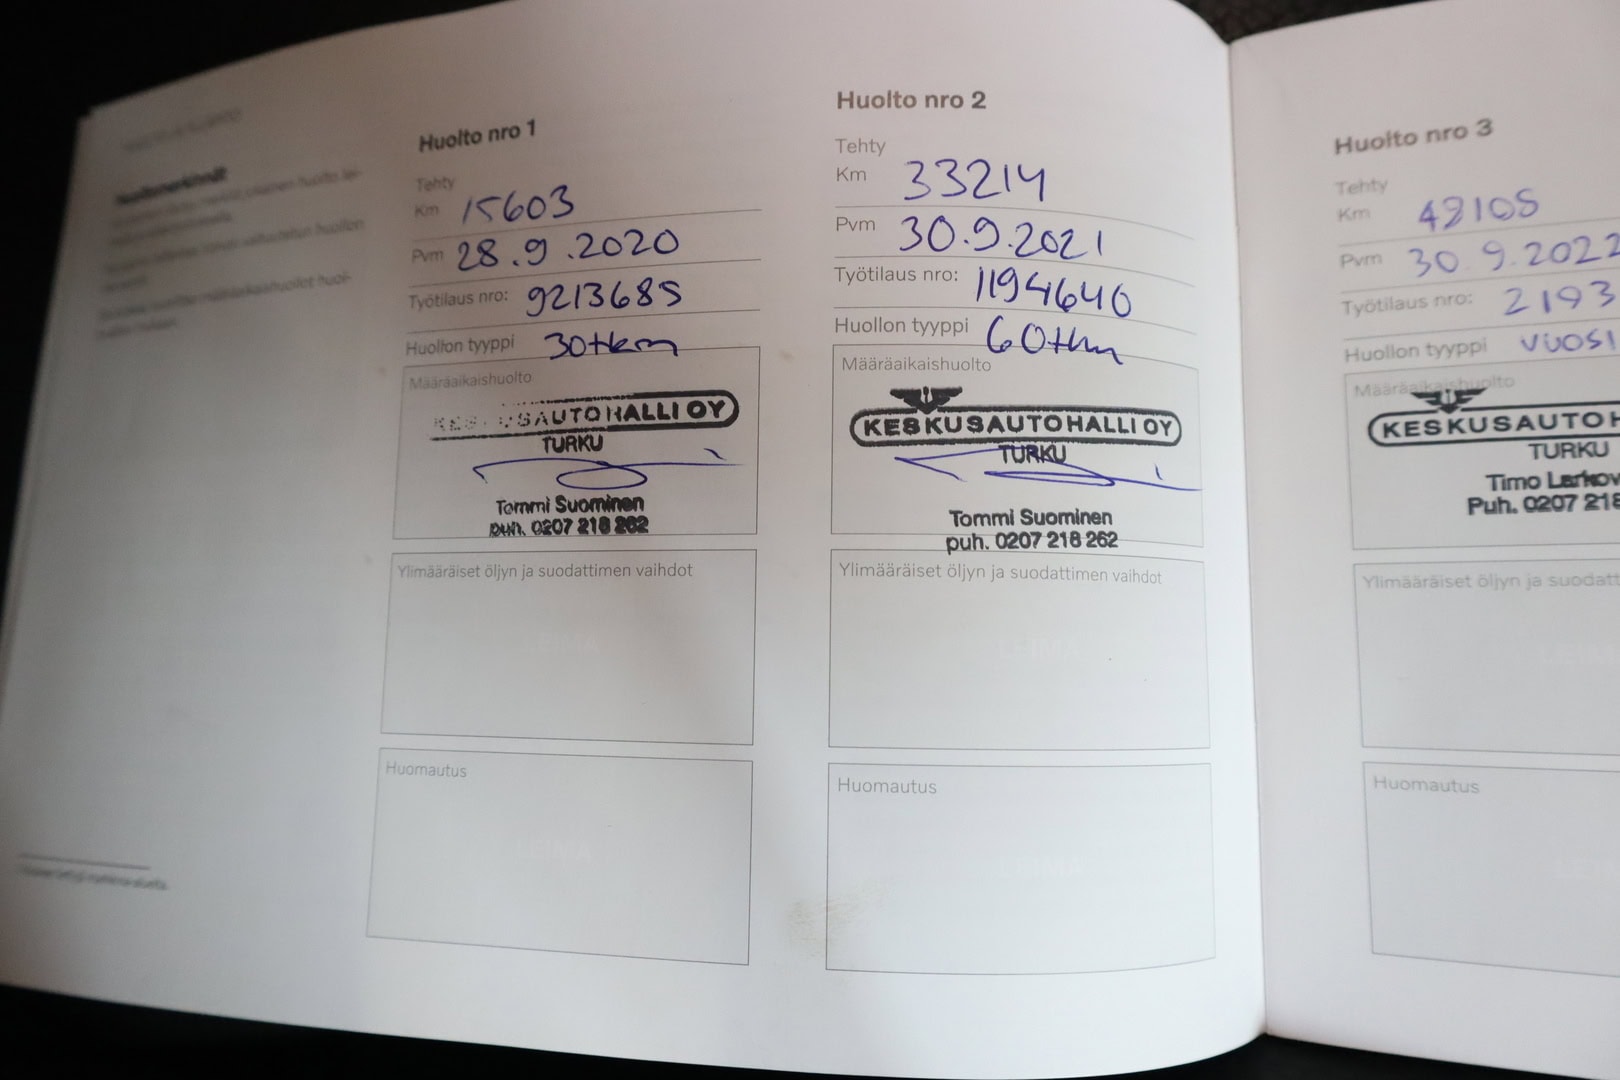 Huolto nro 1
Tehty
Km 15603
Pvm 28.9.2020
Työtilaus nro: 9213685
Huollon tyyppi 30tkm
Määräaikaishuolto
KESKUSAUTOHALLI OY
TURKU
Tommi Suominen
puh. 0207 218 262
Ylimääräiset öljyn ja suodattimen vaihdot
Huomautus
Huolto nro 2
Tehty
Km 33214
Pvm 30.9.2021
Työtilaus nro: 1194640
Huollon tyyppi 60tkm
Määräaikaishuolto
KESKUSAUTOHALLI OY
TURKU
Tommi Suominen
puh. 0207 218 262
Ylimääräiset öljyn ja suodattimen vaihdot
Huomautus
Huolto nro 3
Tehty
Km 49105
Pvm 30.9.2022
Työtilaus nro: 2193
Huollon tyyppi VUOSI
Määräaikaishuolto
KESKUSAUTOH
TURKU
Timo Larkov
Puh. 0207 218
Ylimääräiset öljyn ja suodatt
Huomautus